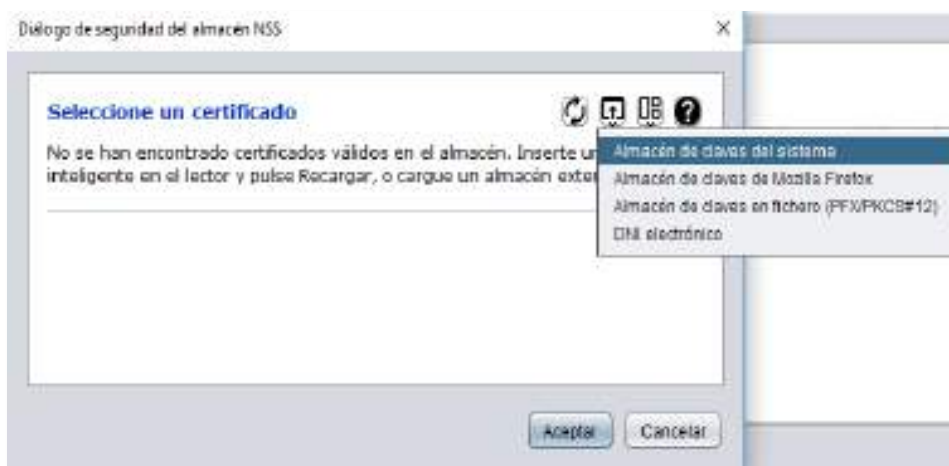 Diálogo de seguridad del almacén NSS
Seleccione un certificado
No se han encontrado certificados válidos en el almacén. Inserte un
inteligente en el lector y pulse Recargar, o cargue un almacén exter
Almacén de claves del sistema
Almacén de claves de Mozilla Firefox
Almacén de claves en fichero (PFX/PKCS#12)
DNI electrónico
Aceptar
Cancelar